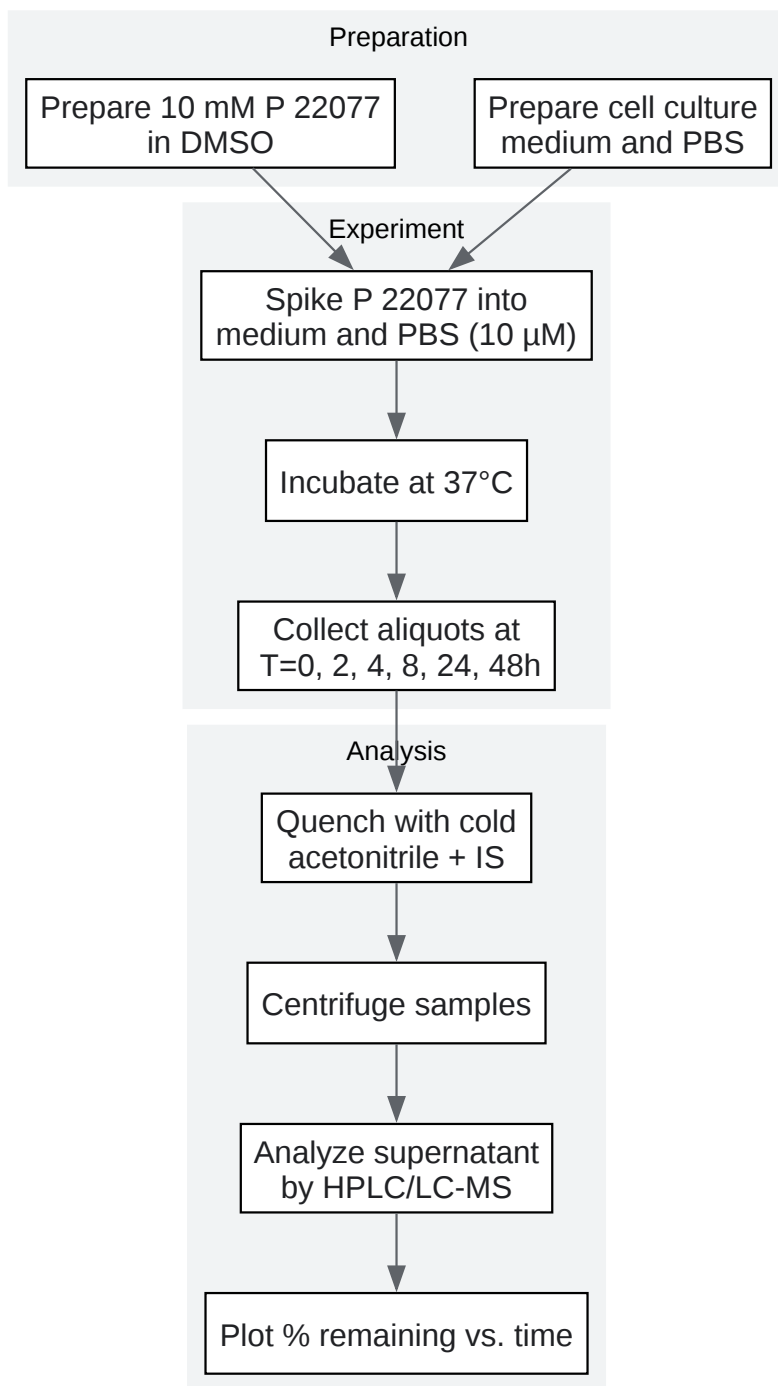 Preparation
Prepare 10 mM P 22077
in DMSO
Prepare cell culture
medium and PBS
Experiment
Spike P 22077 into
medium and PBS (10 µM)
Incubate at 37°C
Collect aliquots at
T=0, 2, 4, 8, 24, 48h
Analysis
Quench with cold
acetonitrile + IS
Centrifuge samples
Analyze supernatant
by HPLC/LC-MS
Plot % remaining vs. time